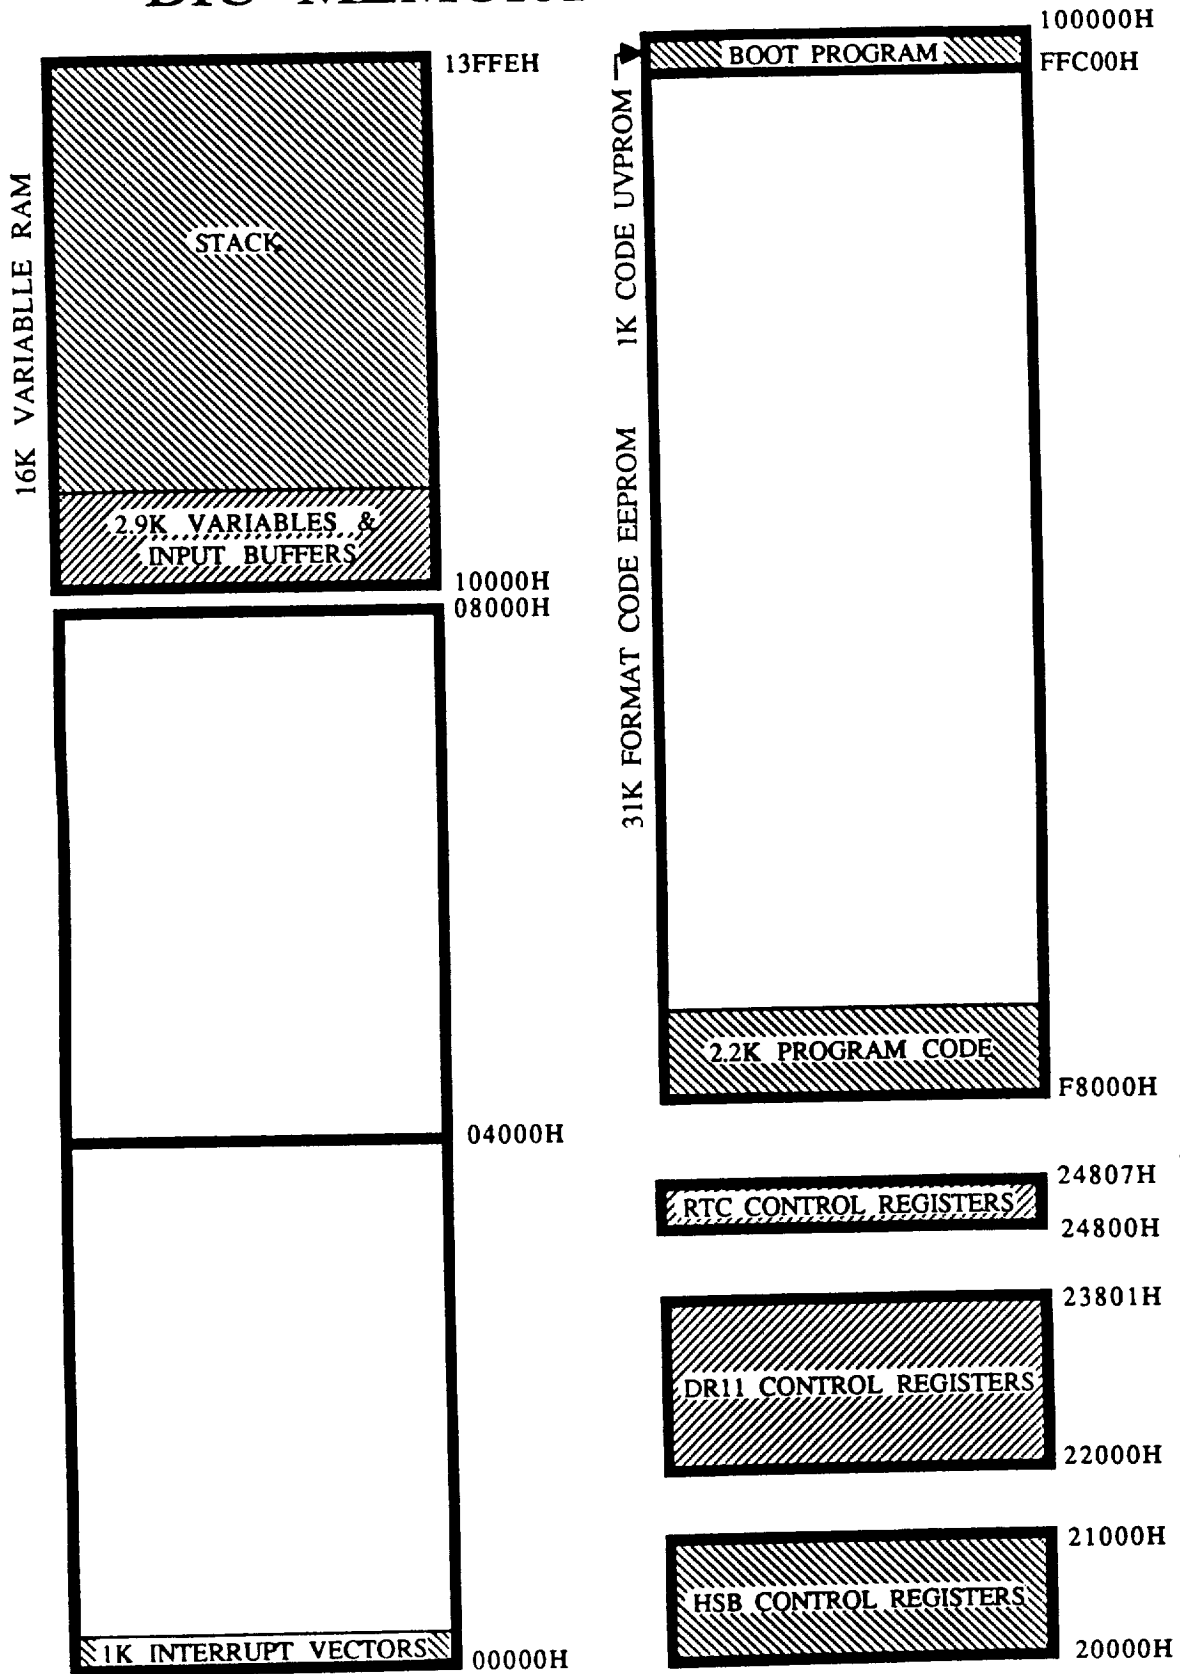 100000H
BOOT PROGRAM
FFC00H
13FFEH
1K CODE UVPROM
16K VARIABLLE RAM
STACK
31K FORMAT CODE EEPROM
2.9K VARIABLES &
INPUT BUFFERS
10000H
08000H
2.2K PROGRAM CODE
F8000H
04000H
24807H
RTC CONTROL REGISTERS
24800H
23801H
DR11 CONTROL REGISTERS
22000H
21000H
HSB CONTROL REGISTERS
20000H
1K INTERRUPT VECTORS
00000H